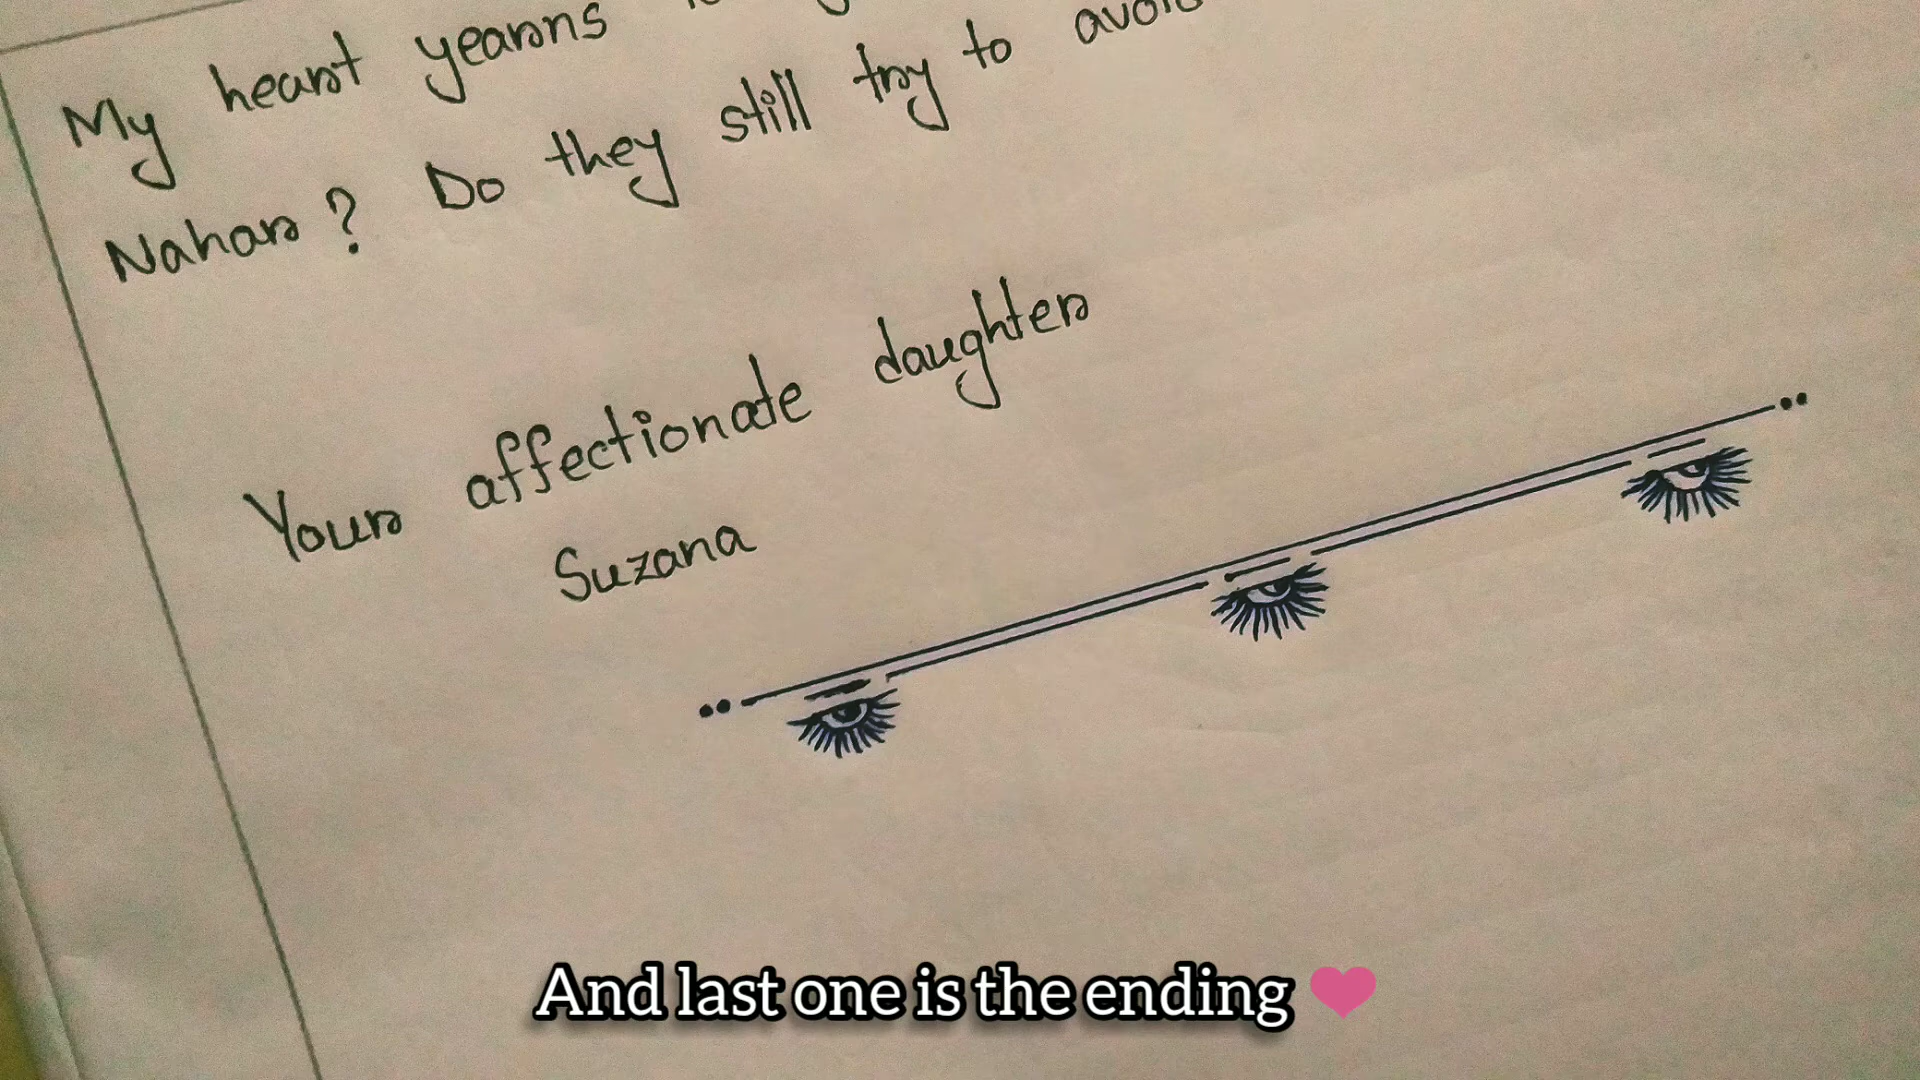 My heart yearns
Nahar? Do they still try to avoid
Your affectionate daughter
Suzana
And last one is the ending